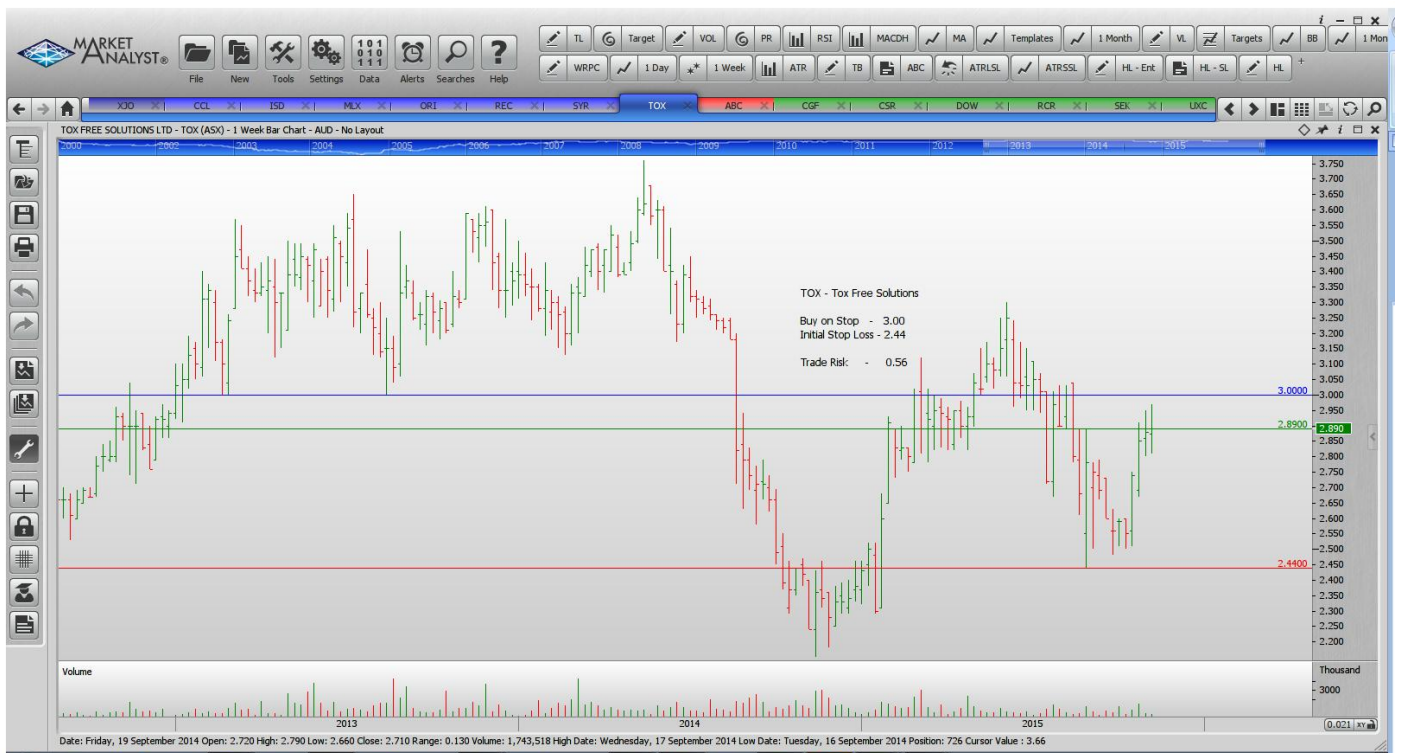 i
MARKET
ANALYST®
File New Tools Settings Data Alerts Searches Help
TL Target VOL PR RSI MACDH MA Templates 1 Month VL Targets BB 1 Mon
WRPC 1 Day 1 Week ATR TB ABC ATRLSL ATRSSL HL - Ent HL - SL HL +
XJO CCL ISD MLX ORI REC SYR TOX ABC CGF CSR DOW RCR SEK UXC
TOX FREE SOLUTIONS LTD - TOX (ASX) - 1 Week Bar Chart - AUD - No Layout
2000 2002 2003 2004 2005 2006 2007 2008 2009 2010 2011 2012 2013 2014 2015
3.750
3.700
3.650
3.600
3.550
3.500
3.450
3.400
3.350
3.300
3.250
3.200
3.150
3.100
3.050
3.000
2.950
2.890
2.850
2.800
2.750
2.700
2.650
2.600
2.550
2.500
2.450
2.400
2.350
2.300
2.250
2.200
TOX - Tox Free Solutions
Buy on Stop - 3.00
Initial Stop Loss - 2.44
Trade Risk - 0.56
3.0000
2.8900
2.4400
Volume
Thousand
3000
2013 2014 2015
0.021 XY
Date: Friday, 19 September 2014 Open: 2.720 High: 2.790 Low: 2.660 Close: 2.710 Range: 0.130 Volume: 1,743,518 High Date: Wednesday, 17 September 2014 Low Date: Tuesday, 16 September 2014 Position: 726 Cursor Value : 3.66